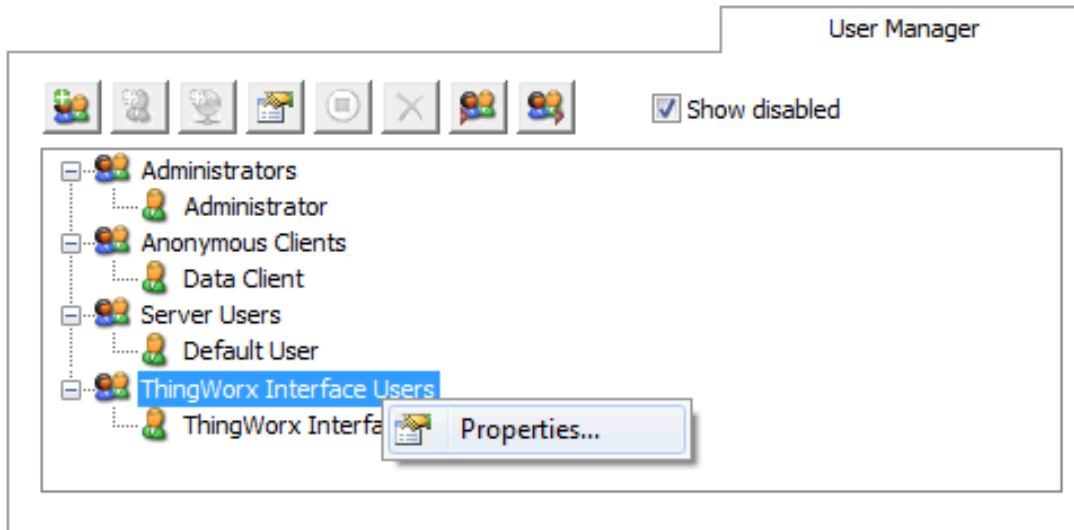 User Manager
Show disabled
Administrators
Administrator
Anonymous Clients
Data Client
Server Users
Default User
ThingWorx Interface Users
ThingWorx Interfa
Properties...